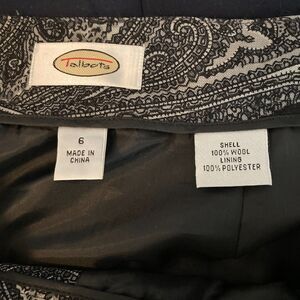 Talbots
6
MADE IN
CHINA
SHELL
100% WOOL
LINING
100% POLYESTER